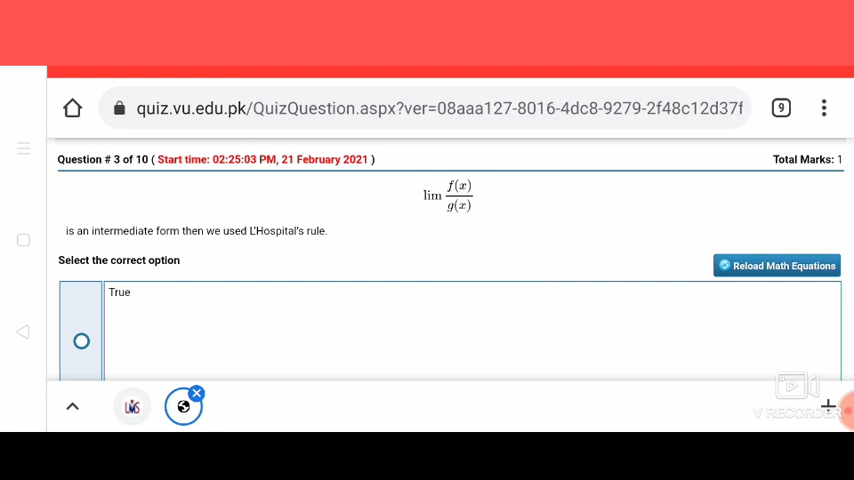 quiz.vu.edu.pk/QuizQuestion.aspx?ver=08aaa127-8016-4dc8-9279-2f48c12d37f
9
Question # 3 of 10 ( Start time: 02:25:03 PM, 21 February 2021 )
Total Marks: 1
lim f(x)/g(x)
is an intermediate form then we used L'Hospital's rule.
Select the correct option
Reload Math Equations
True
LMS
V RECORDER